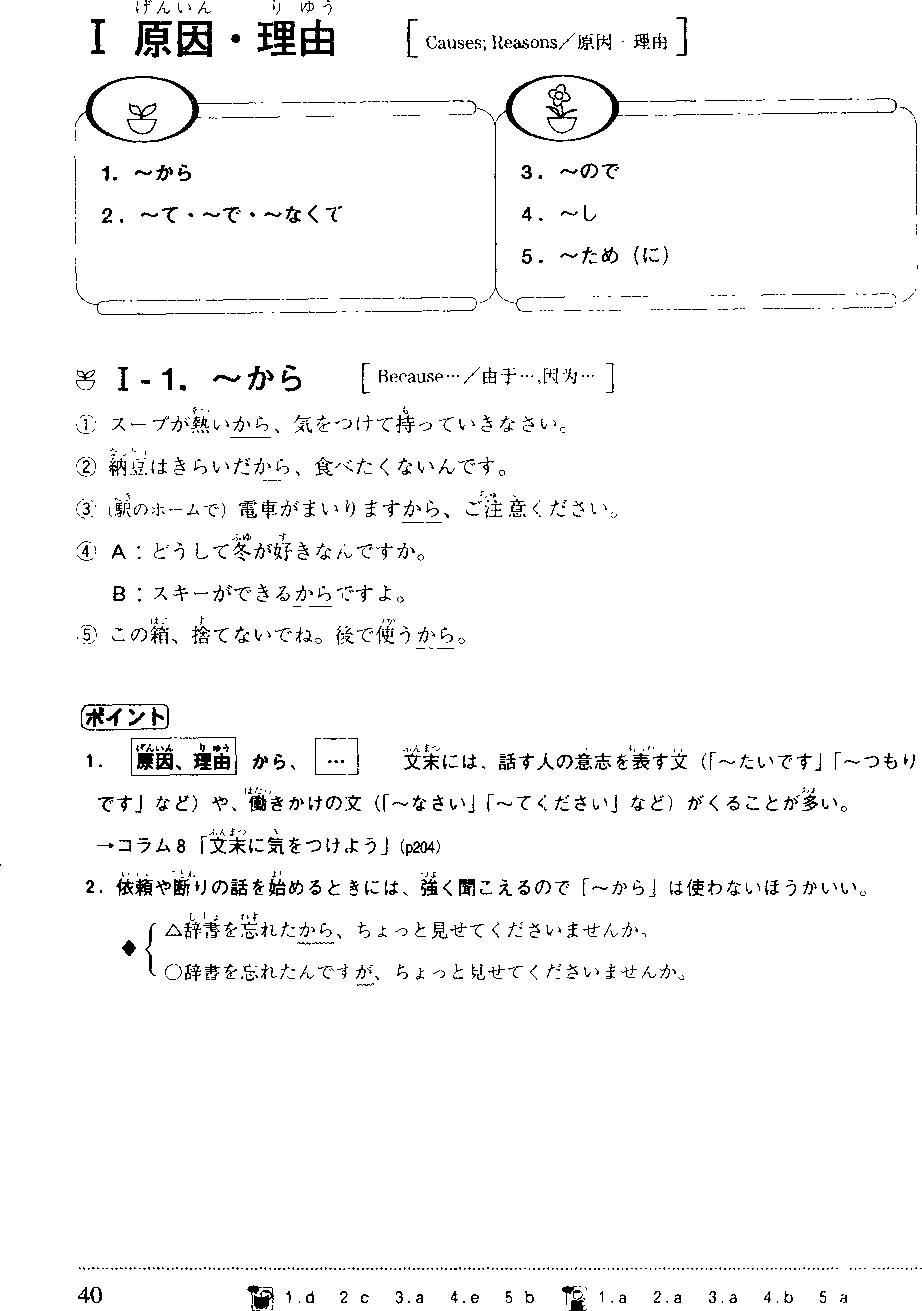 げんいん　りゆう
I 原因・理由 [Causes; Reasons／原因・理由]
1．～から
2．～て・～で・～なくて
3．～ので
4．～し
5．～ため（に）
I-1．～から [Because…／由于…,因为…]
① スープが熱いから、気をつけて持っていきなさい。
② 納豆はきらいだから、食べたくないんです。
③（駅のホームで）電車がまいりますから、ご注意ください。
④ A：どうして冬が好きなんですか。
B：スキーができるからですよ。
⑤ この箱、捨てないでね。後で使うから。
ポイント
1． 原因、理由 から、 … 文末には、話す人の意志を表す文（「～たいです」「～つもり
です」など）や、働きかけの文（「～なさい」「～てください」など）がくることが多い。
→コラム8「文末に気をつけよう」(p204)
2．依頼や断りの話を始めるときには、強く聞こえるので「～から」は使わないほうがいい。
◆ △辞書を忘れたから、ちょっと見せてくださいませんか。
○辞書を忘れたんですが、ちょっと見せてくださいませんか。
40 1.d 2 c 3.a 4.e 5 b 1.a 2.a 3.a 4.b 5 a